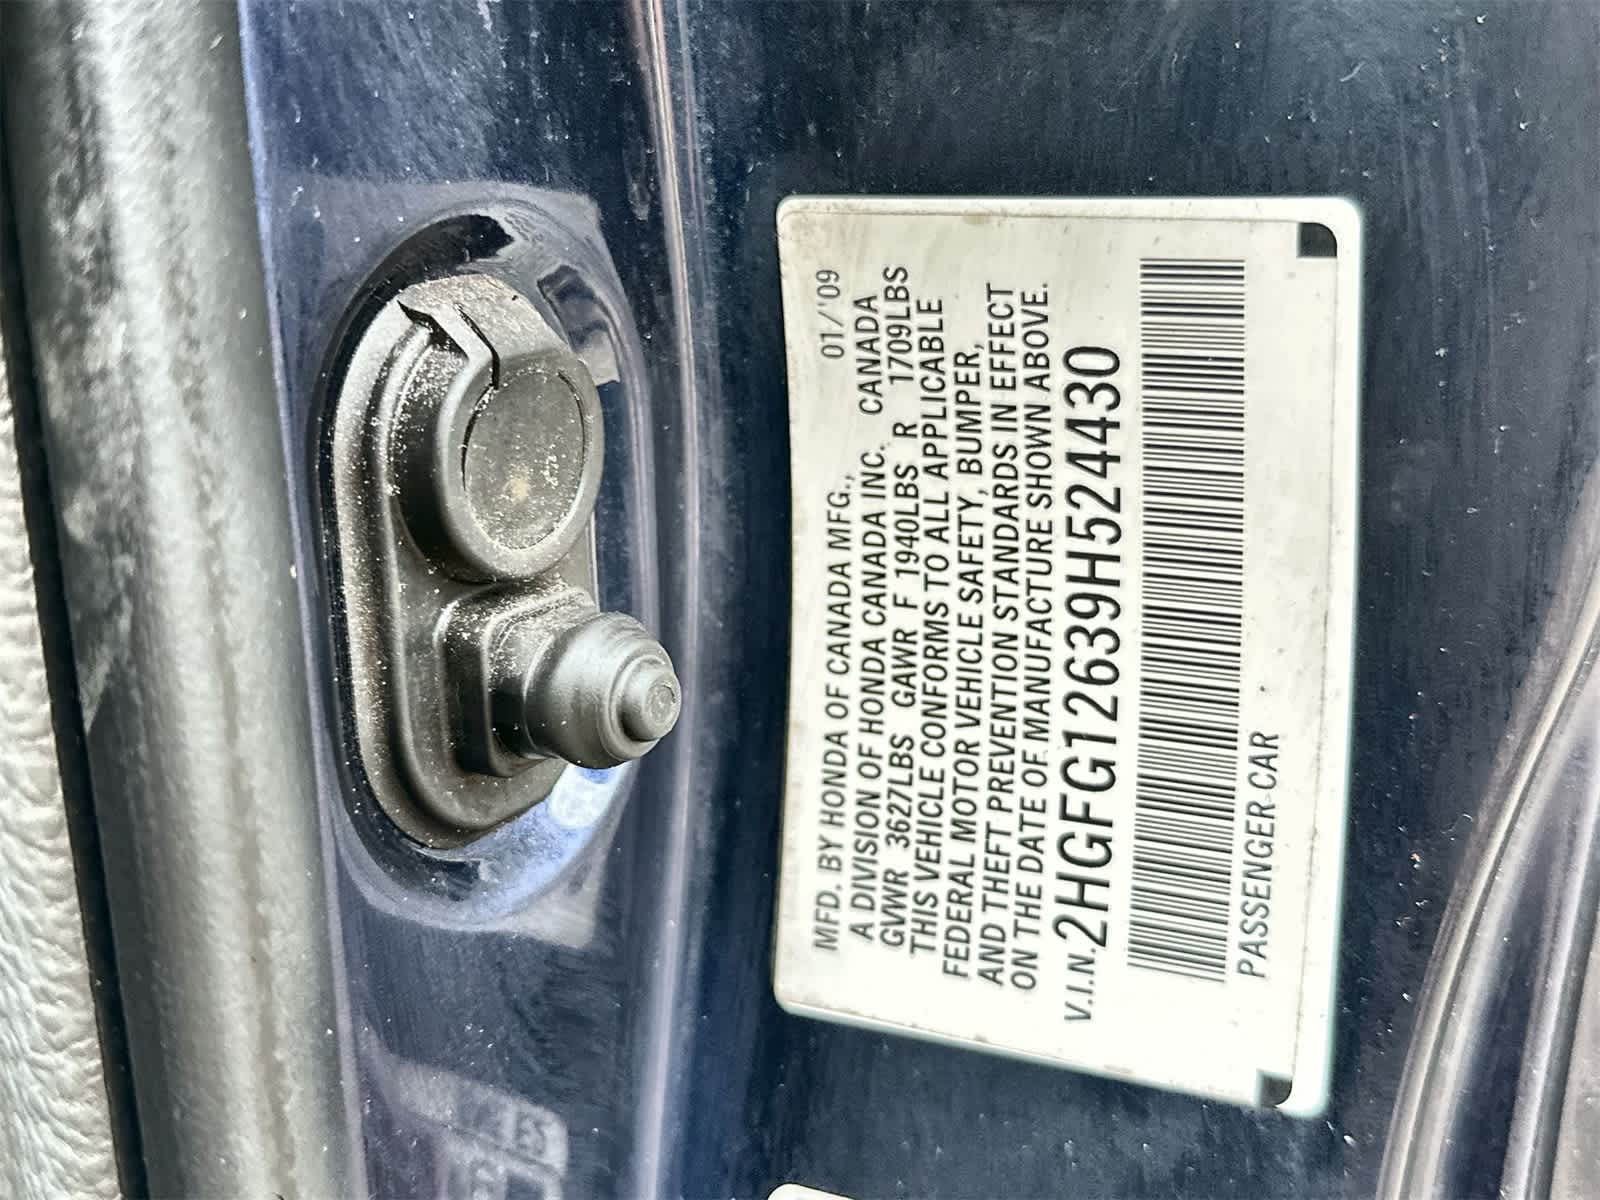 MFD. BY HONDA OF CANADA MFG., 01/'09
A DIVISION OF HONDA CANADA INC. CANADA
GVWR 3627LBS GAWR F 1940LBS R 1709LBS
THIS VEHICLE CONFORMS TO ALL APPLICABLE
FEDERAL MOTOR VEHICLE SAFETY, BUMPER,
AND THEFT PREVENTION STANDARDS IN EFFECT
ON THE DATE OF MANUFACTURE SHOWN ABOVE.
V.I.N. 2HGFG12639H524430
PASSENGER CAR